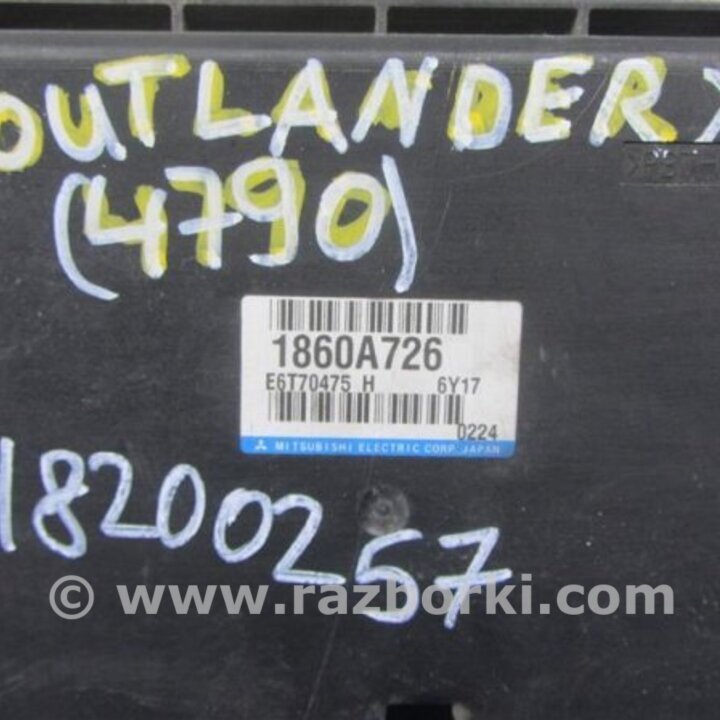 OUTLANDER
(4790)
1860A726
E6T70475 H 6Y17
0224
MITSUBISHI ELECTRIC CORP. JAPAN
18200257
© www.razborki.com